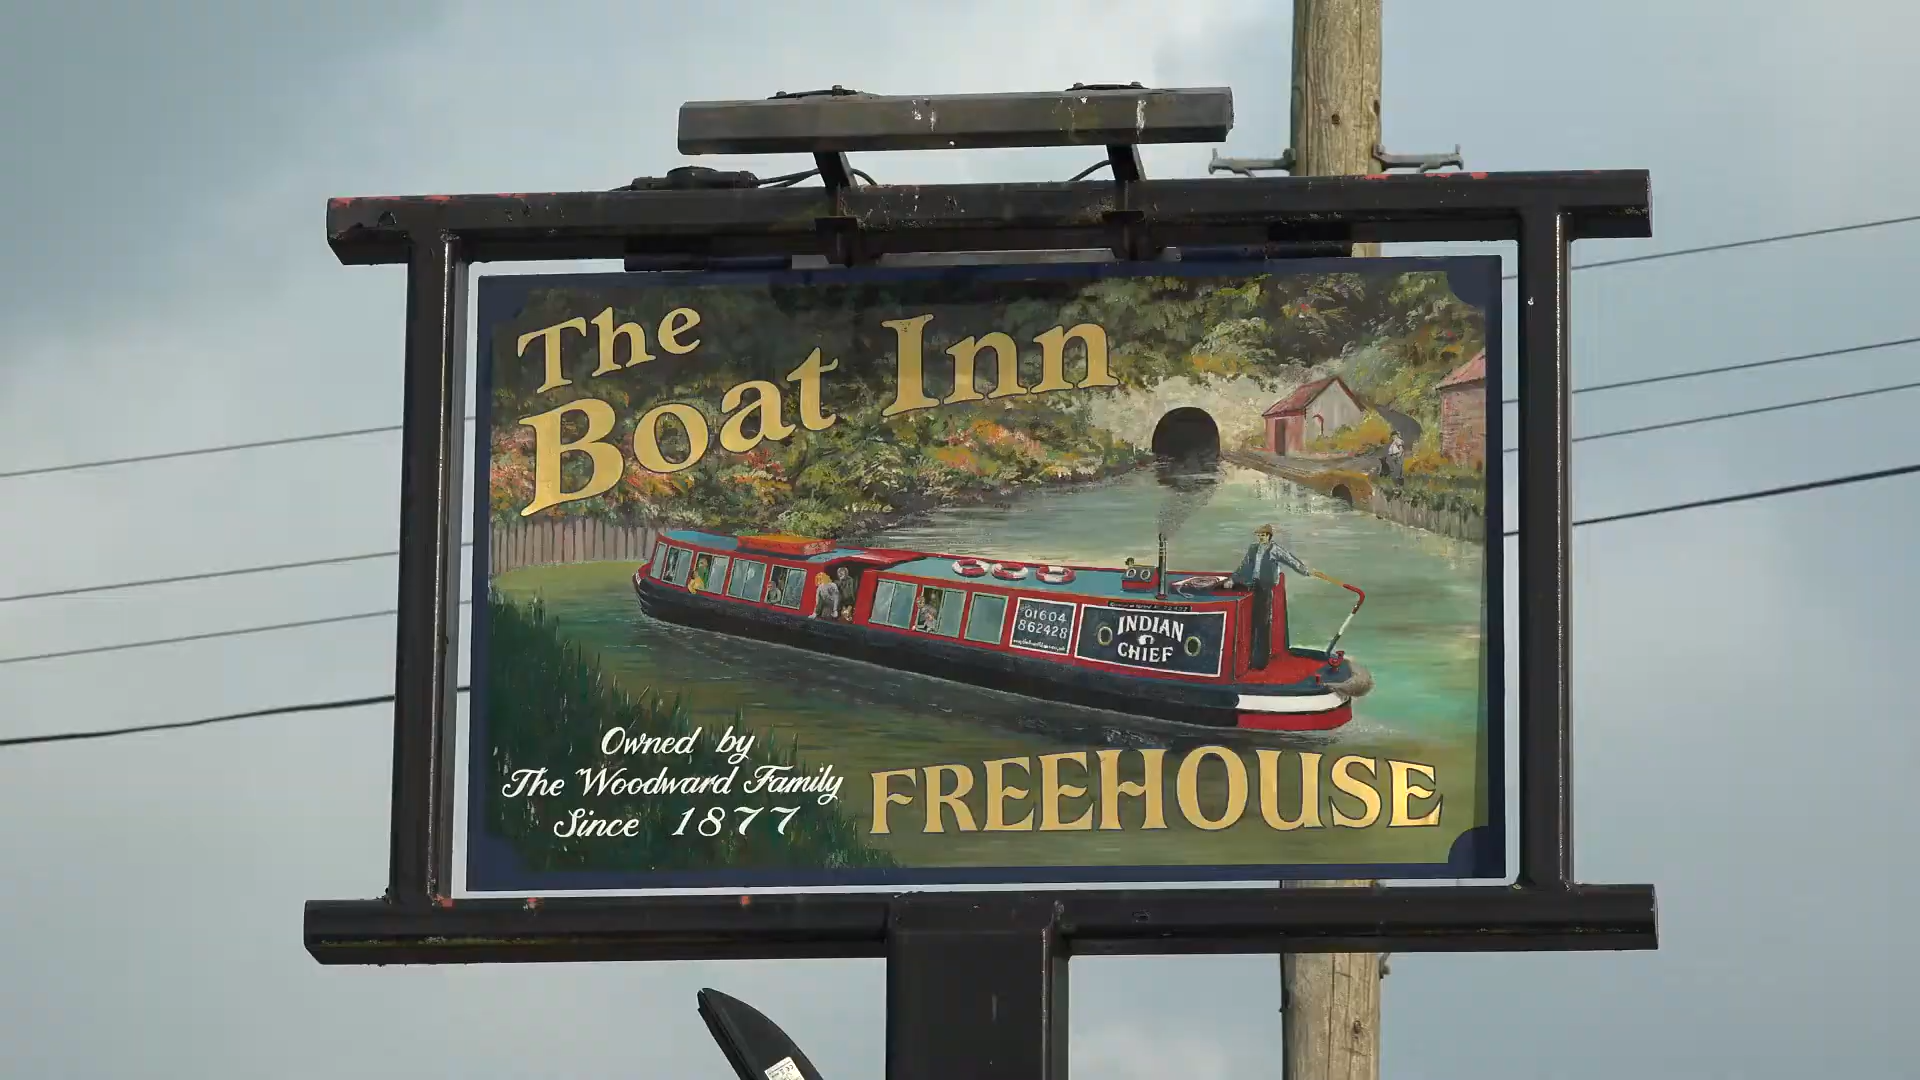 The
Boat Inn
01604
862428
INDIAN
CHIEF
Owned by
The Woodward Family
Since 1877
FREEHOUSE